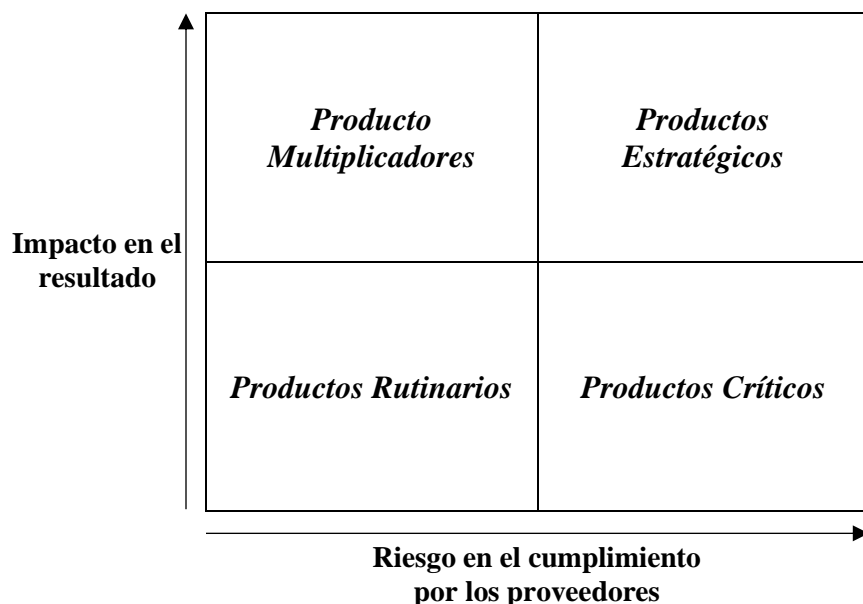 Producto
Multiplicadores
Productos
Estratégicos
Impacto en el
resultado
Productos Rutinarios
Productos Críticos
Riesgo en el cumplimiento
por los proveedores